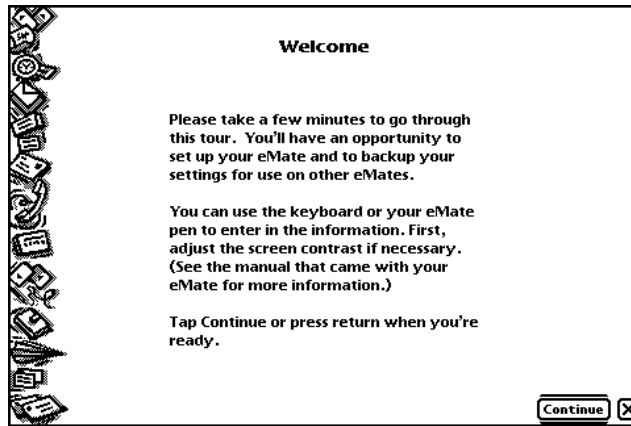 Welcome
Please take a few minutes to go through
this tour.  You'll have an opportunity to
set up your eMate and to backup your
settings for use on other eMates.
You can use the keyboard or your eMate
pen to enter in the information. First,
adjust the screen contrast if necessary.
(See the manual that came with your
eMate for more information.)
Tap Continue or press return when you're
ready.
Continue